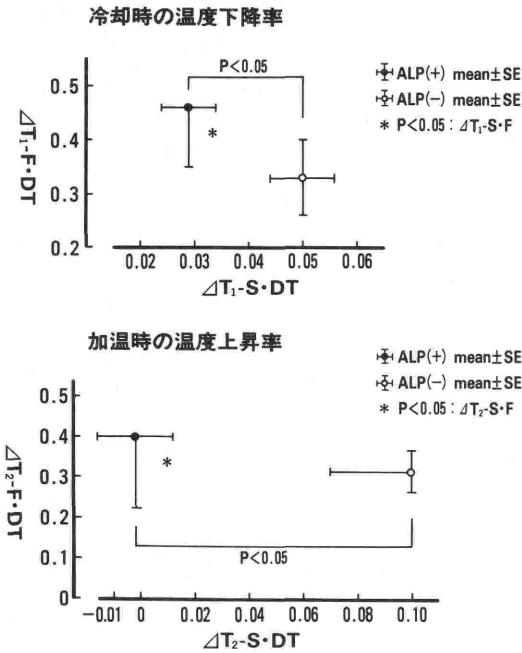 冷却時の温度下降率
P<0.05
ALP(+) mean±SE
ALP(−) mean±SE
* P<0.05 : ⊿T₁-S・F
*
⊿T₁-F・DT
0.5
0.4
0.3
0.2
0.02 0.03 0.04 0.05 0.06
⊿T₁-S・DT
加温時の温度上昇率
ALP(+) mean±SE
ALP(−) mean±SE
* P<0.05 : ⊿T₂-S・F
*
⊿T₂-F・DT
0.5
0.4
0.3
0.2
0.1
0
P<0.05
−0.01 0 0.02 0.04 0.06 0.08 0.10
⊿T₂-S・DT